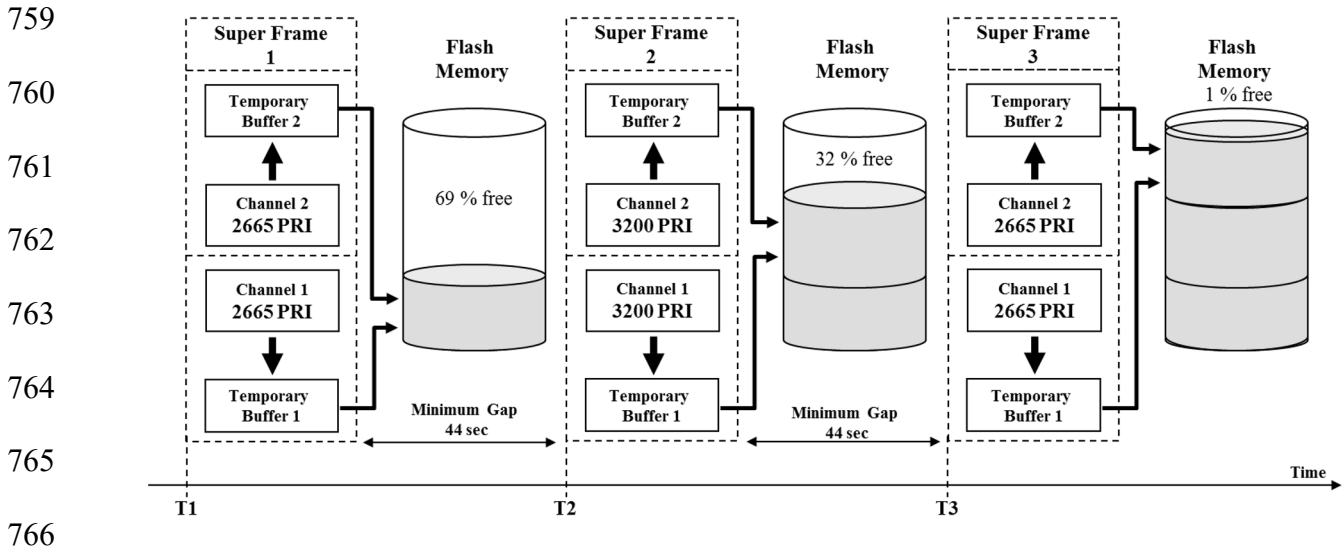 759
760
761
762
763
764
765
766
Super Frame
1
Temporary
Buffer 2
Channel 2
2665 PRI
Channel 1
2665 PRI
Temporary
Buffer 1
Flash
Memory
69 % free
Minimum Gap
44 sec
Super Frame
2
Temporary
Buffer 2
Channel 2
3200 PRI
Channel 1
3200 PRI
Temporary
Buffer 1
Flash
Memory
32 % free
Minimum Gap
44 sec
Super Frame
3
Temporary
Buffer 2
Channel 2
2665 PRI
Channel 1
2665 PRI
Temporary
Buffer 1
Flash
Memory
1 % free
Time
T1
T2
T3